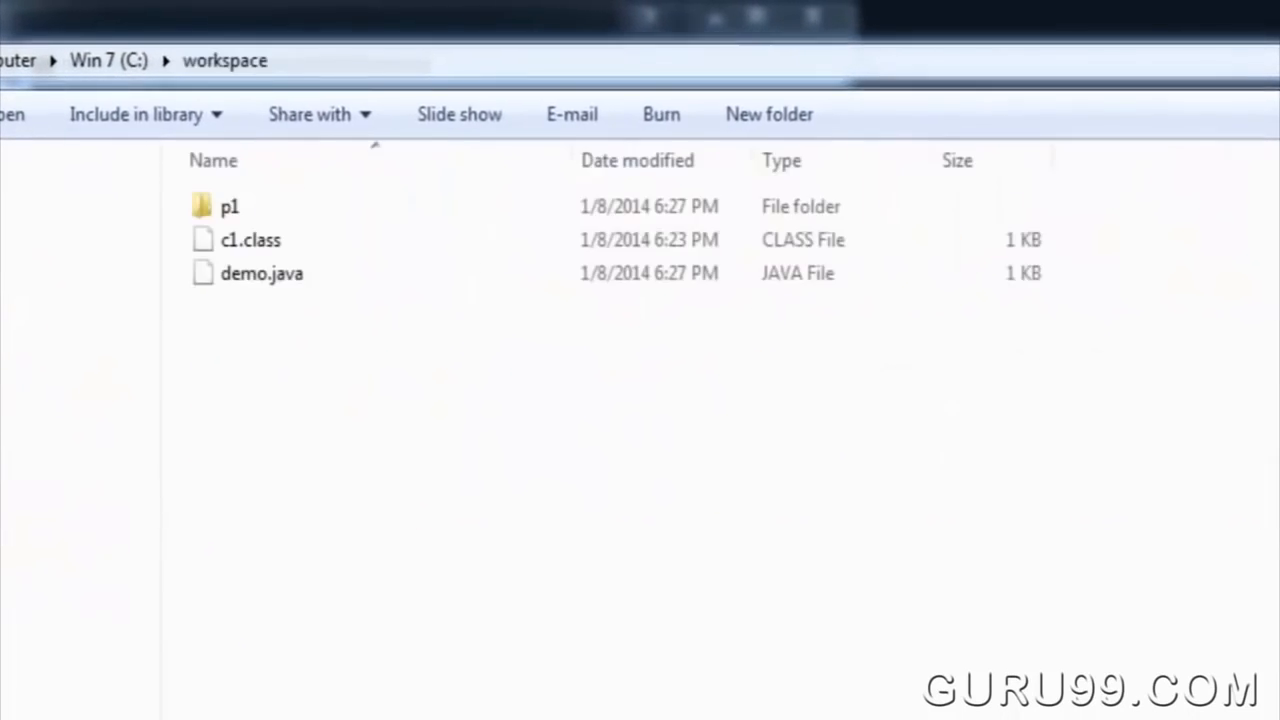 puter Win 7 (C:) workspace
pen Include in library Share with Slide show E-mail Burn New folder
Name Date modified Type Size
p1 1/8/2014 6:27 PM File folder
c1.class 1/8/2014 6:23 PM CLASS File 1 KB
demo.java 1/8/2014 6:27 PM JAVA File 1 KB
GURU99.COM